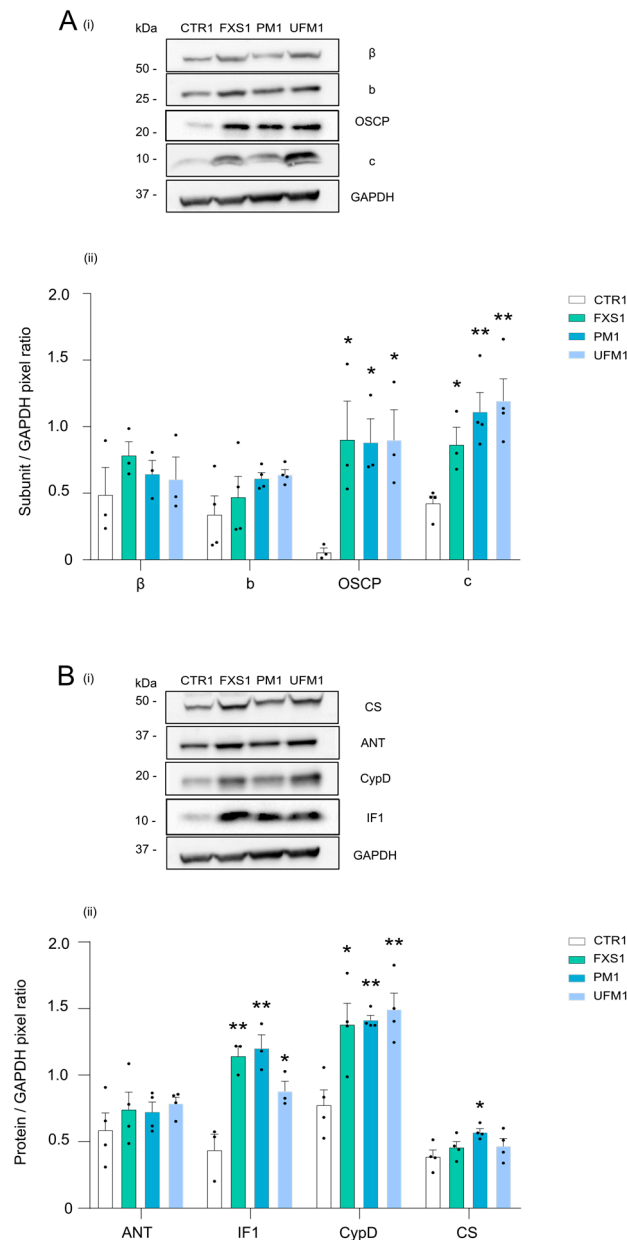 A (i)
kDa CTR1 FXS1 PM1 UFM1
50 - β
25 - b
20 - OSCP
10 - c
37 - GAPDH
(ii)
Subunit / GAPDH pixel ratio
2.0
1.5
1.0
0.5
0
* * * * ** **
β b OSCP c
CTR1
FXS1
PM1
UFM1
B (i)
kDa CTR1 FXS1 PM1 UFM1
50 - CS
37 - ANT
20 - CypD
10 - IF1
37 - GAPDH
(ii)
Protein / GAPDH pixel ratio
2.0
1.5
1.0
0.5
0
** ** * * ** ** *
ANT IF1 CypD CS
CTR1
FXS1
PM1
UFM1